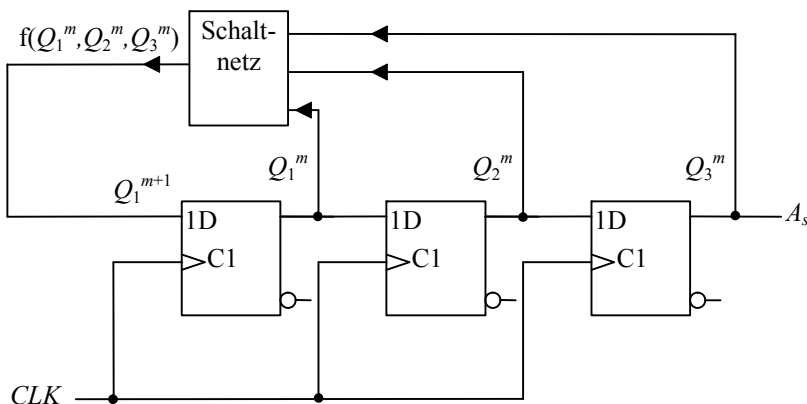 f(Q₁ᵐ,Q₂ᵐ,Q₃ᵐ)
Schalt-
netz
Q₁ᵐ⁺¹
Q₁ᵐ
Q₂ᵐ
Q₃ᵐ
1D
1D
1D
Aₛ
C1
C1
C1
CLK